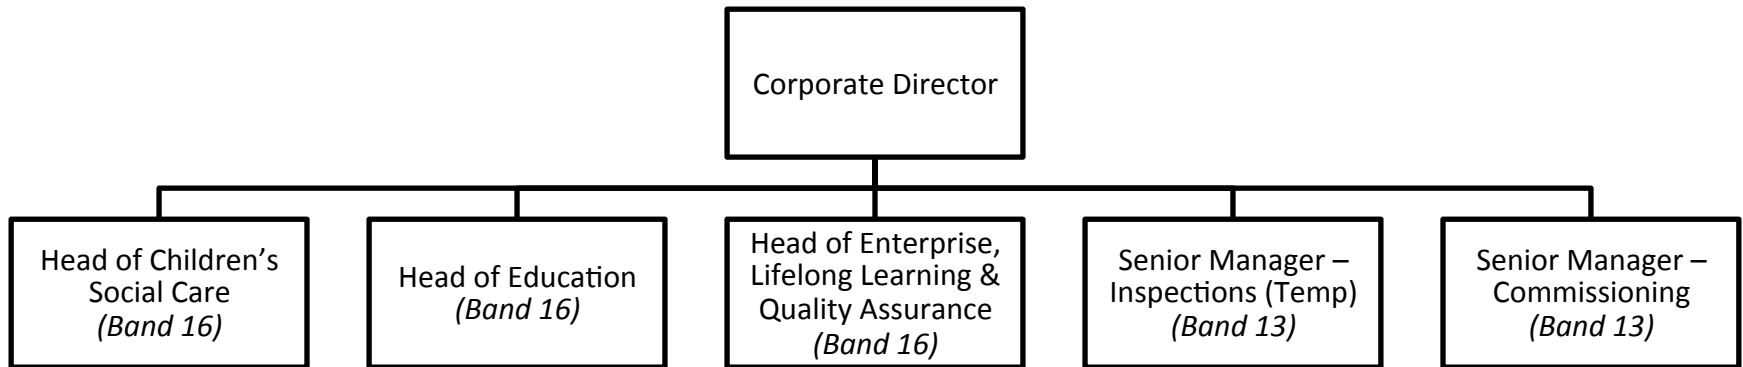 Corporate Director
Head of Children’s
Social Care
(Band 16)
Head of Education
(Band 16)
Head of Enterprise,
Lifelong Learning &
Quality Assurance
(Band 16)
Senior Manager –
Inspections (Temp)
(Band 13)
Senior Manager –
Commissioning
(Band 13)